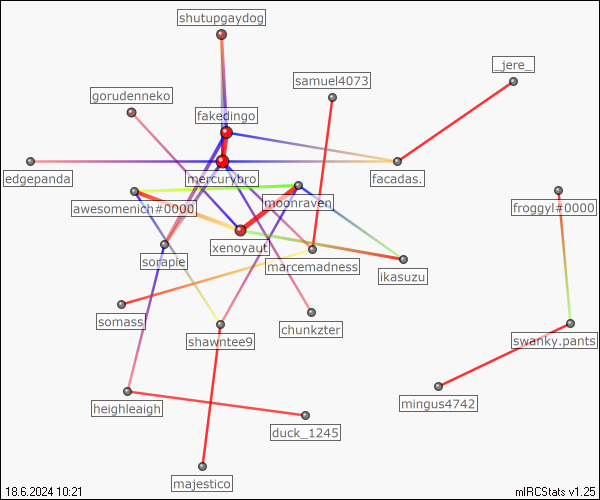 shutupgaydog
_jere_
samuel4073
gorudenneko
fakedingo
edgepanda
mercurybro
facadas.
awesomenich#0000
moonraven
froggyl#0000
xenoyaut
sorapie
marcemadness
ikasuzu
somass
chunkzter
shawntee9
swanky.pants
heighleaigh
mingus4742
duck_1245
majestico
18.6.2024 10:21
mIRCStats v1.25